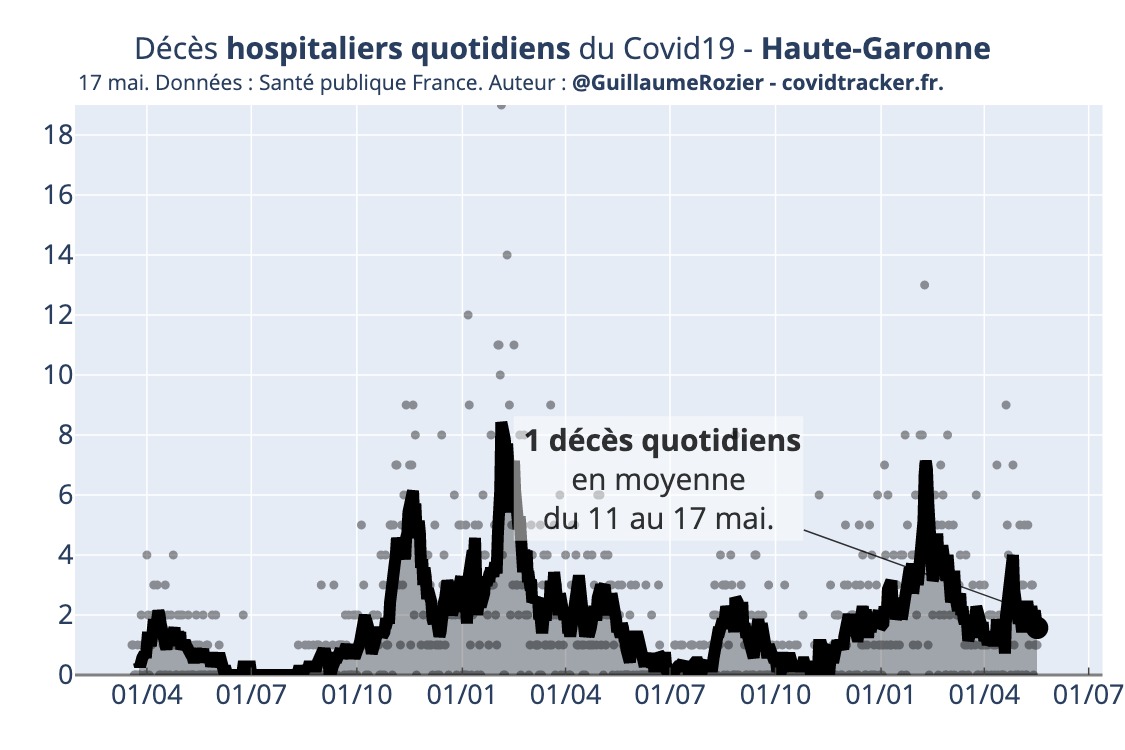 Décès hospitaliers quotidiens du Covid19 - Haute-Garonne
17 mai. Données : Santé publique France. Auteur : @GuillaumeRozier - covidtracker.fr.
18
16
14
12
10
8
6
4
2
0
1 décès quotidiens
en moyenne
du 11 au 17 mai.
01/04 01/07 01/10 01/01 01/04 01/07 01/10 01/01 01/04 01/07